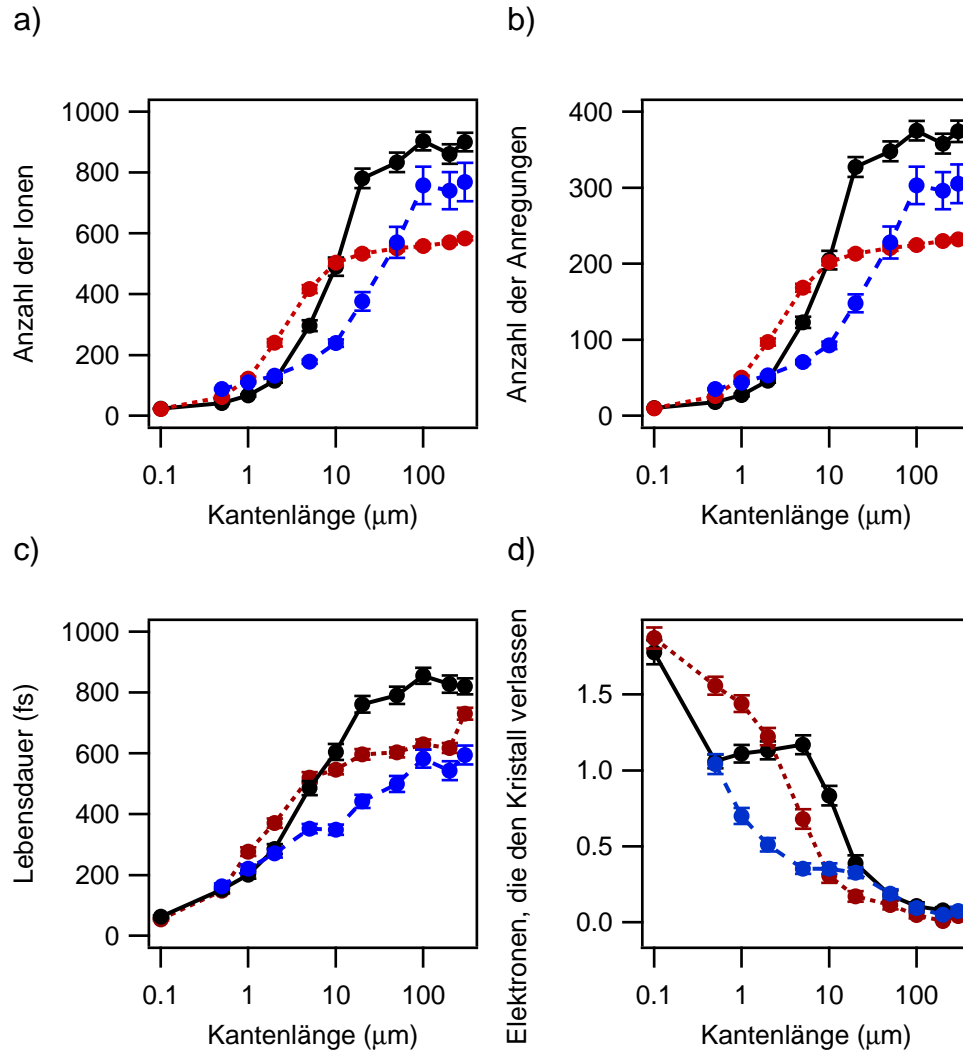 a)
b)
1000
800
600
400
200
0
Anzahl der Ionen
0.1 1 10 100
Kantenlänge (μm)
400
300
200
100
0
Anzahl der Anregungen
0.1 1 10 100
Kantenlänge (μm)
c)
d)
1000
800
600
400
200
0
Lebensdauer (fs)
0.1 1 10 100
Kantenlänge (μm)
1.5
1.0
0.5
0.0
Elektronen, die den Kristall verlassen
0.1 1 10 100
Kantenlänge (μm)